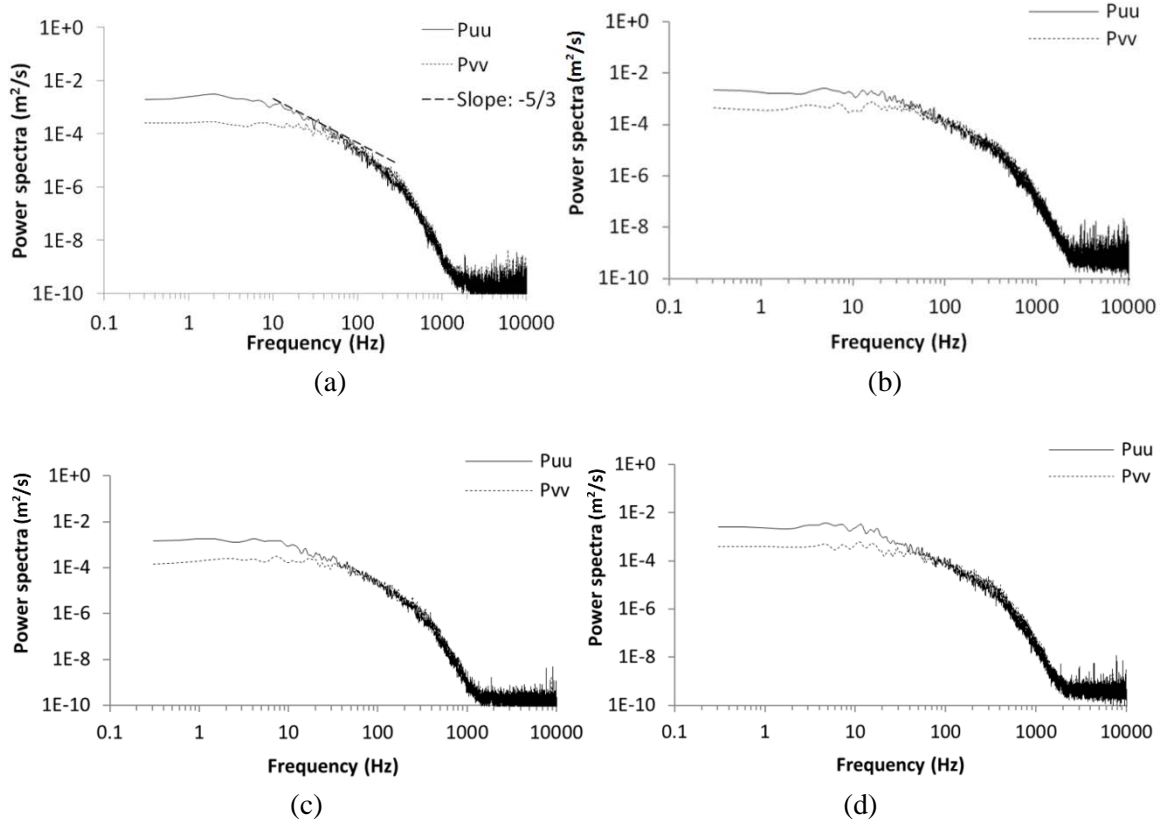 1E+0
1E-2
1E-4
1E-6
1E-8
1E-10
Power spectra (m²/s)
0.1 1 10 100 1000 10000
Frequency (Hz)
Puu
Pvv
Slope: -5/3
(a)
1E+0
1E-2
1E-4
1E-6
1E-8
1E-10
Power spectra (m²/s)
0.1 1 10 100 1000 10000
Frequency (Hz)
Puu
Pvv
(b)
1E+0
1E-2
1E-4
1E-6
1E-8
1E-10
Power spectra (m²/s)
0.1 1 10 100 1000 10000
Frequency (Hz)
Puu
Pvv
(c)
1E+0
1E-2
1E-4
1E-6
1E-8
1E-10
Power spectra (m²/s)
0.1 1 10 100 1000 10000
Frequency (Hz)
Puu
Pvv
(d)